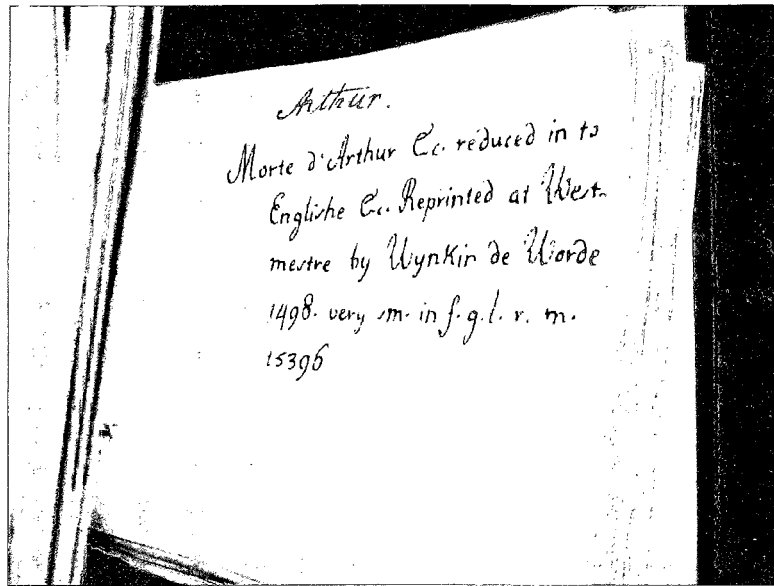 Arthur.
Morte d'Arthur &c. reduced in to
Englishe &c. Reprinted at West-
mestre by Wynkin de Worde
1498. very sm. in f. g. l. r. m.
15396